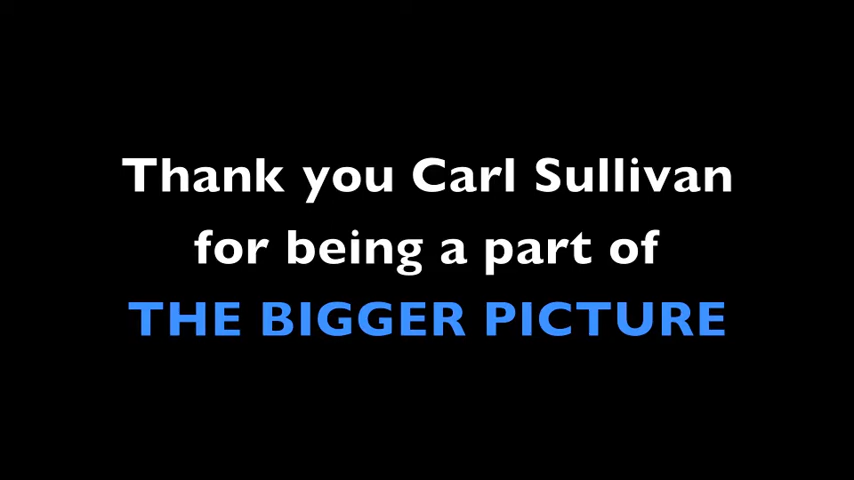 Thank you Carl Sullivan
for being a part of
THE BIGGER PICTURE